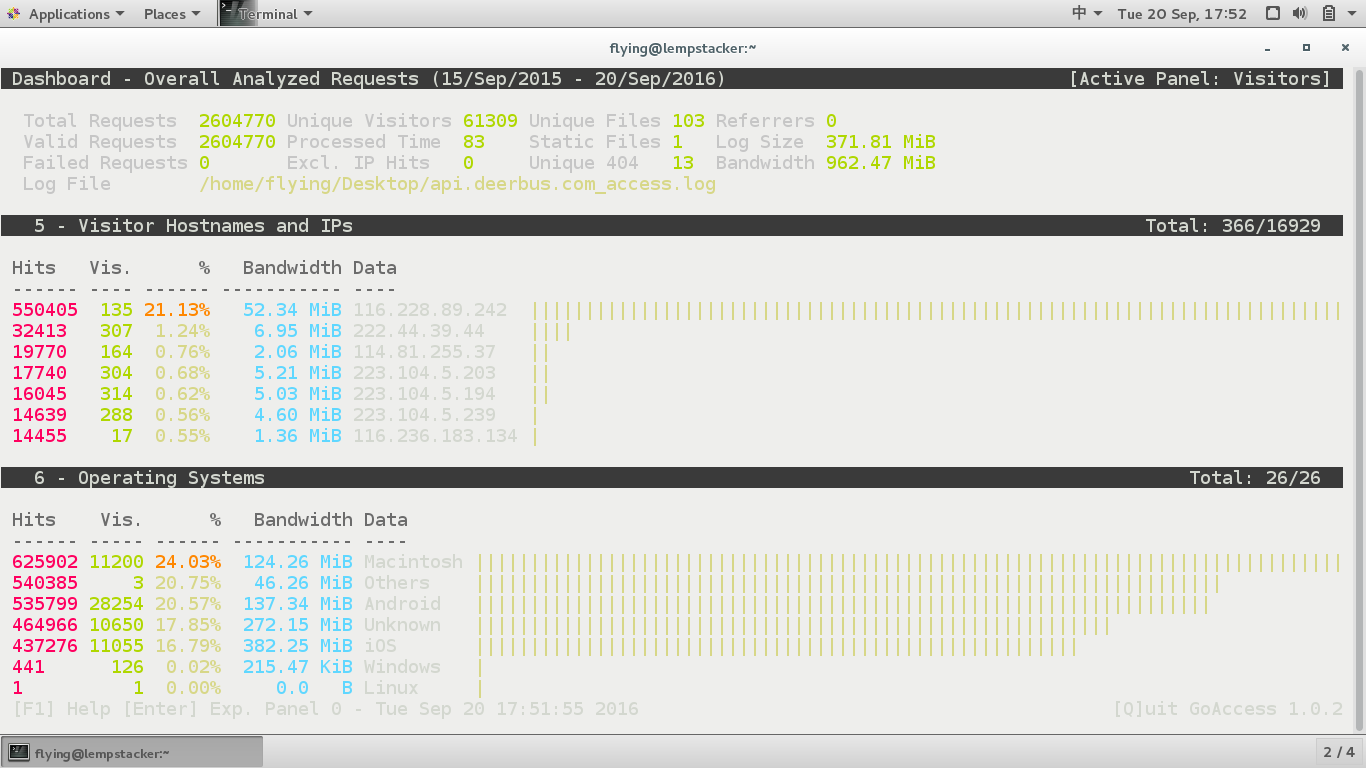 Applications Places Terminal 中 Tue 20 Sep, 17:52
flying@lempstacker:~
Dashboard - Overall Analyzed Requests (15/Sep/2015 - 20/Sep/2016) [Active Panel: Visitors]
Total Requests 2604770 Unique Visitors 61309 Unique Files 103 Referrers 0
Valid Requests 2604770 Processed Time 83 Static Files 1 Log Size 371.81 MiB
Failed Requests 0 Excl. IP Hits 0 Unique 404 13 Bandwidth 962.47 MiB
Log File /home/flying/Desktop/api.deerbus.com_access.log
5 - Visitor Hostnames and IPs Total: 366/16929
Hits Vis. % Bandwidth Data
------ ---- ------ ----------- ----
550405 135 21.13% 52.34 MiB 116.228.89.242
32413 307 1.24% 6.95 MiB 222.44.39.44
19770 164 0.76% 2.06 MiB 114.81.255.37
17740 304 0.68% 5.21 MiB 223.104.5.203
16045 314 0.62% 5.03 MiB 223.104.5.194
14639 288 0.56% 4.60 MiB 223.104.5.239
14455 17 0.55% 1.36 MiB 116.236.183.134
6 - Operating Systems Total: 26/26
Hits Vis. % Bandwidth Data
------ ----- ------ ----------- ----
625902 11200 24.03% 124.26 MiB Macintosh
540385 3 20.75% 46.26 MiB Others
535799 28254 20.57% 137.34 MiB Android
464966 10650 17.85% 272.15 MiB Unknown
437276 11055 16.79% 382.25 MiB iOS
441 126 0.02% 215.47 KiB Windows
1 1 0.00% 0.0 B Linux
[F1] Help [Enter] Exp. Panel 0 - Tue Sep 20 17:51:55 2016 [Q]uit GoAccess 1.0.2
flying@lempstacker:~ 2 / 4